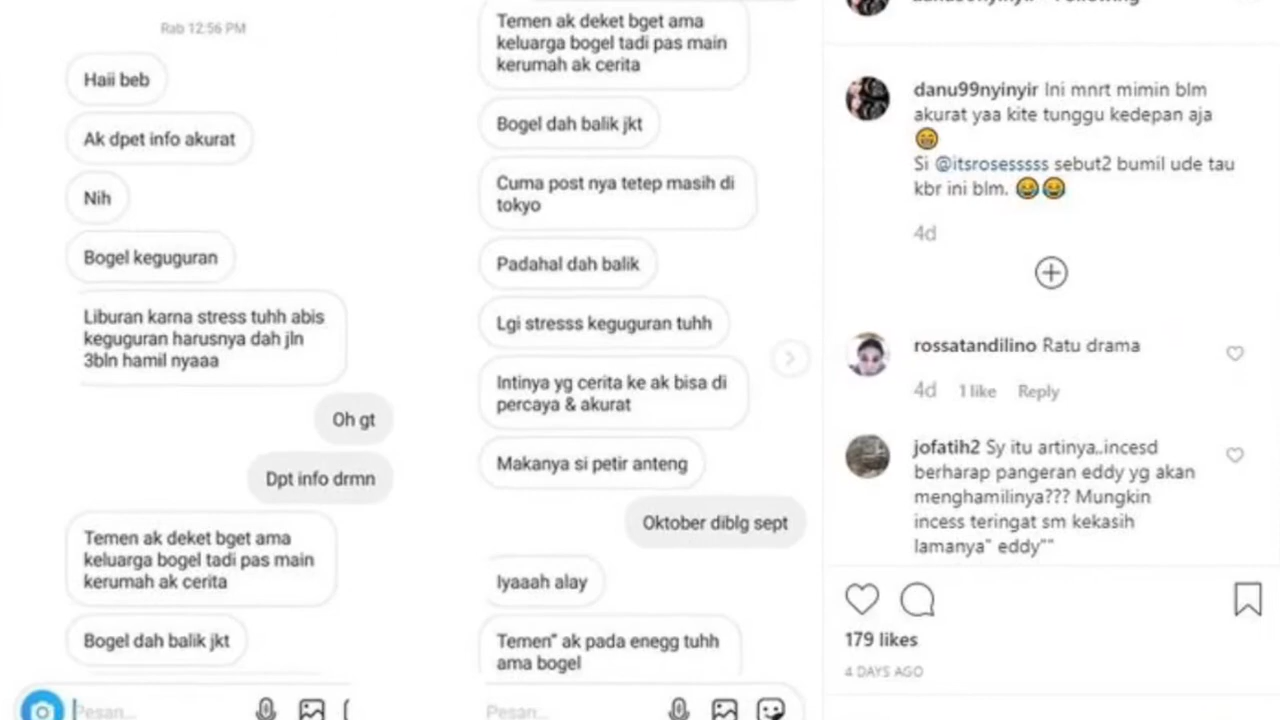 Rab 12:56 PM
Haii beb
Ak dpet info akurat
Nih
Bogel keguguran
Liburan karna stress tuhh abis
keguguran harusnya dah jln
3bln hamil nyaaa
Oh gt
Dpt info drmn
Temen ak deket bget ama
keluarga bogel tadi pas main
kerumah ak cerita
Bogel dah balik jkt
Pesan...
Temen ak deket bget ama
keluarga bogel tadi pas main
kerumah ak cerita
Bogel dah balik jkt
Cuma post nya tetep masih di
tokyo
Padahal dah balik
Lgi stresss keguguran tuhh
Intinya yg cerita ke ak bisa di
percaya & akurat
Makanya si petir anteng
Oktober diblg sept
Iyaaah alay
Temen" ak pada enegg tuhh
ama bogel
Pesan...
danu99nyinyir Ini mnrt mimin blm
akurat yaa kite tunggu kedepan aja
😁
Si @itsrosesssss sebut2 bumil ude tau
kbr ini blm. 😂😂
4d
rossatandilino Ratu drama
4d 1 like Reply
jofatih2 Sy itu artinya..incesd
berharap pangeran eddy yg akan
menghamilinya??? Mungkin
incess teringat sm kekasih
lamanya" eddy""
179 likes
4 DAYS AGO